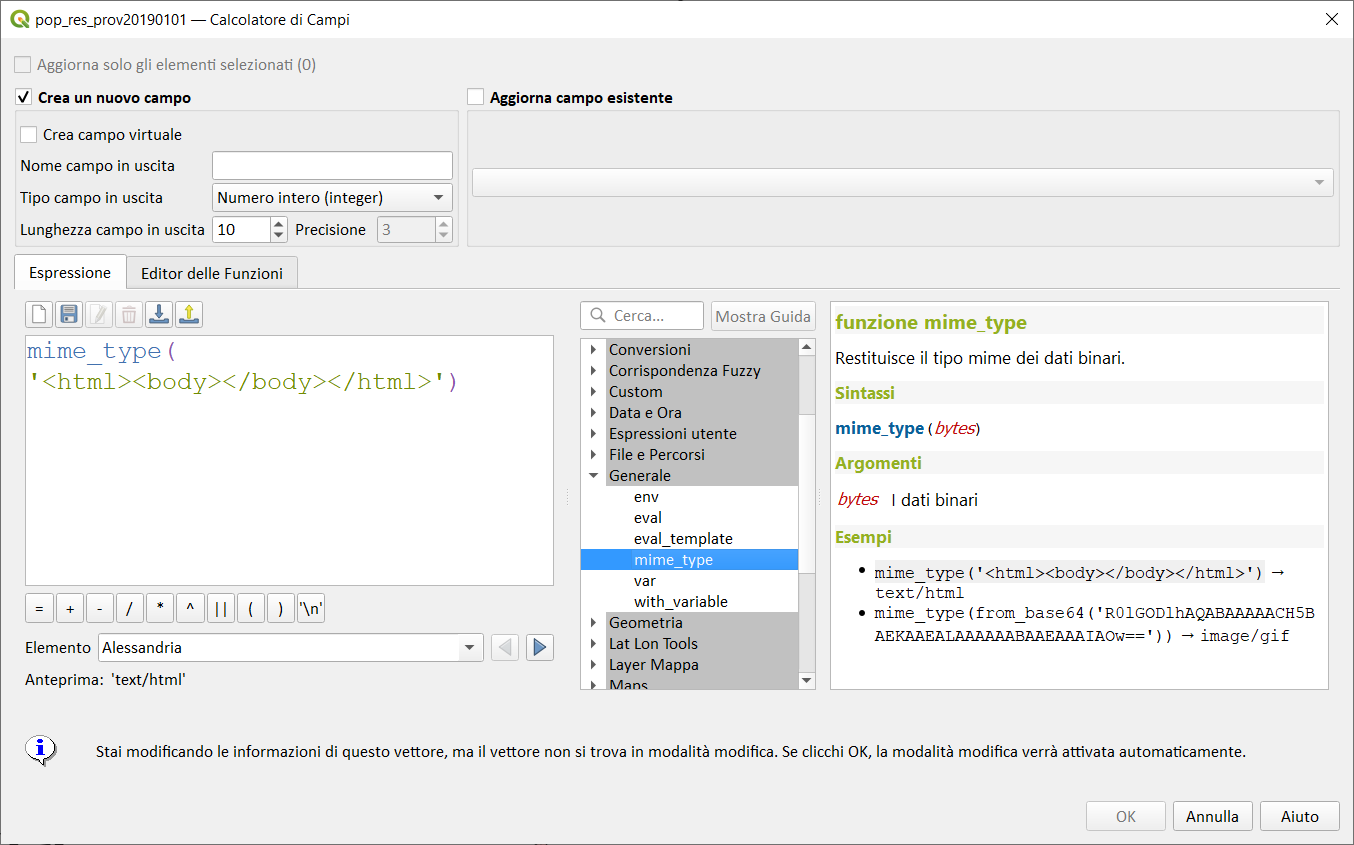 pop_res_prov20190101 — Calcolatore di Campi
Aggiorna solo gli elementi selezionati (0)
Crea un nuovo campo
Aggiorna campo esistente
Crea campo virtuale
Nome campo in uscita
Tipo campo in uscita Numero intero (integer)
Lunghezza campo in uscita 10 Precisione 3
Espressione Editor delle Funzioni
mime_type(
'<html><body></body></html>')
= + - / * ^ || ( ) '\n'
Elemento Alessandria
Anteprima: 'text/html'
Cerca... Mostra Guida
Conversioni
Corrispondenza Fuzzy
Custom
Data e Ora
Espressioni utente
File e Percorsi
Generale
env
eval
eval_template
mime_type
var
with_variable
Geometria
Lat Lon Tools
Layer Mappa
Maps
funzione mime_type
Restituisce il tipo mime dei dati binari.
Sintassi
mime_type(bytes)
Argomenti
bytes I dati binari
Esempi
• mime_type('<html><body></body></html>') →
text/html
• mime_type(from_base64('R0lGODlhAQABAAAAACH5B
AEKAAEALAAAAAABAAEAAAIAOw==')) → image/gif
Stai modificando le informazioni di questo vettore, ma il vettore non si trova in modalità modifica. Se clicchi OK, la modalità modifica verrà attivata automaticamente.
OK Annulla Aiuto